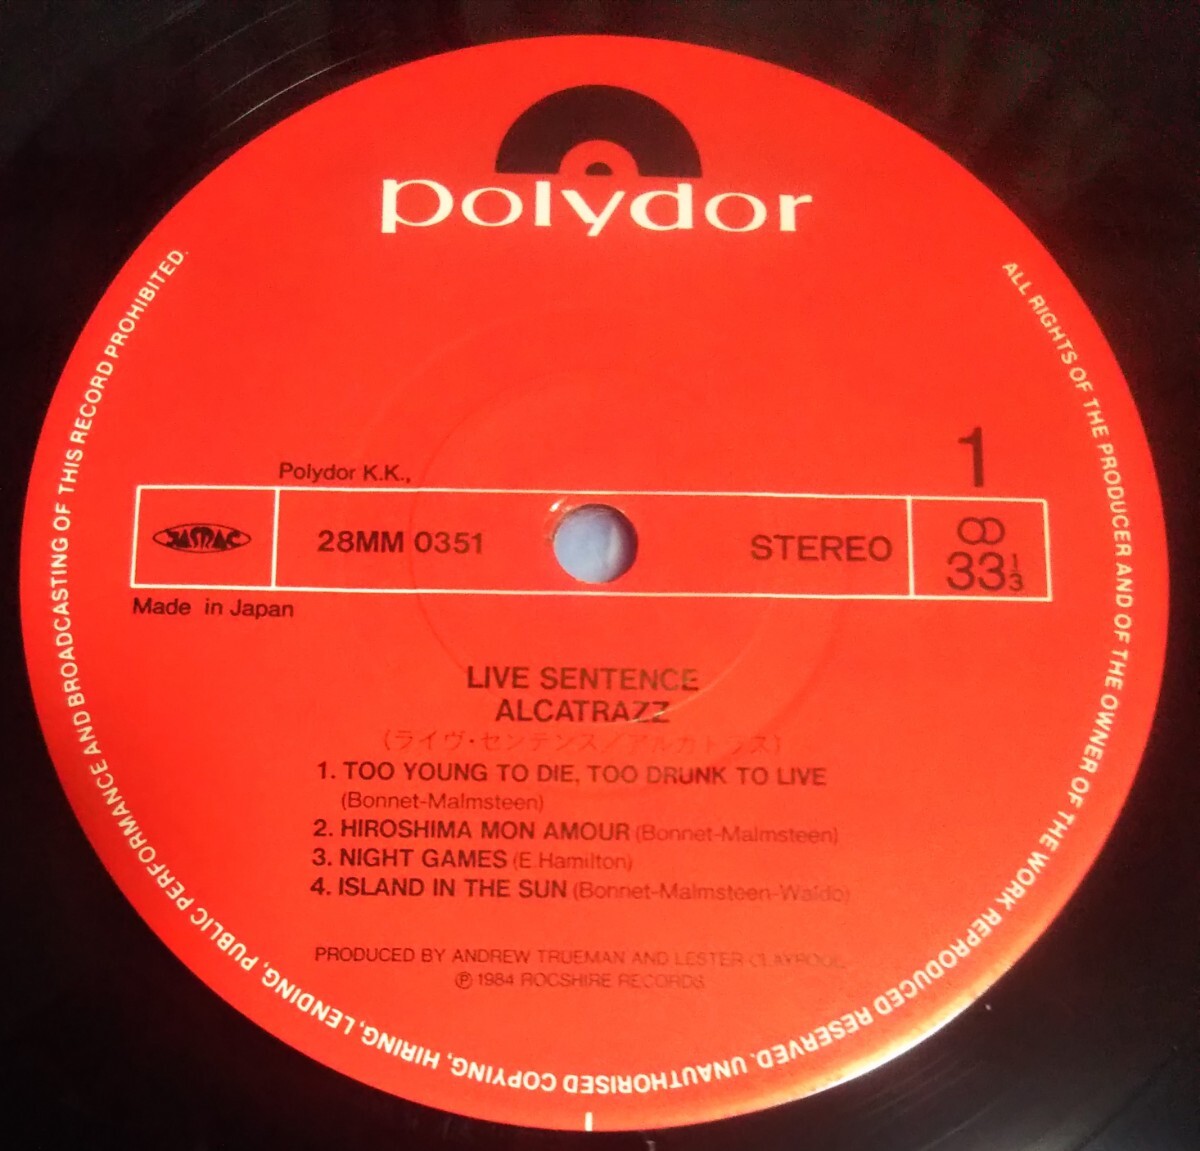 polydor
ALL RIGHTS OF THE PRODUCER AND OF THE OWNER OF THE WORK REPRODUCED RESERVED. UNAUTHORISED COPYING, HIRING, LENDING, PUBLIC PERFORMANCE AND BROADCASTING OF THIS RECORD PROHIBITED.
1
Polydor K.K.,
JASRAC 28MM 0351 STEREO
33 1/3
Made in Japan
LIVE SENTENCE
ALCATRAZZ
(ライヴ・センテンス/アルカトラス)
1. TOO YOUNG TO DIE, TOO DRUNK TO LIVE
(Bonnet-Malmsteen)
2. HIROSHIMA MON AMOUR (Bonnet-Malmsteen)
3. NIGHT GAMES (E.Hamilton)
4. ISLAND IN THE SUN (Bonnet-Malmsteen-Waldo)
PRODUCED BY ANDREW TRUEMAN AND LESTER CLAYPOOL
℗ 1984 ROCSHIRE RECORDS